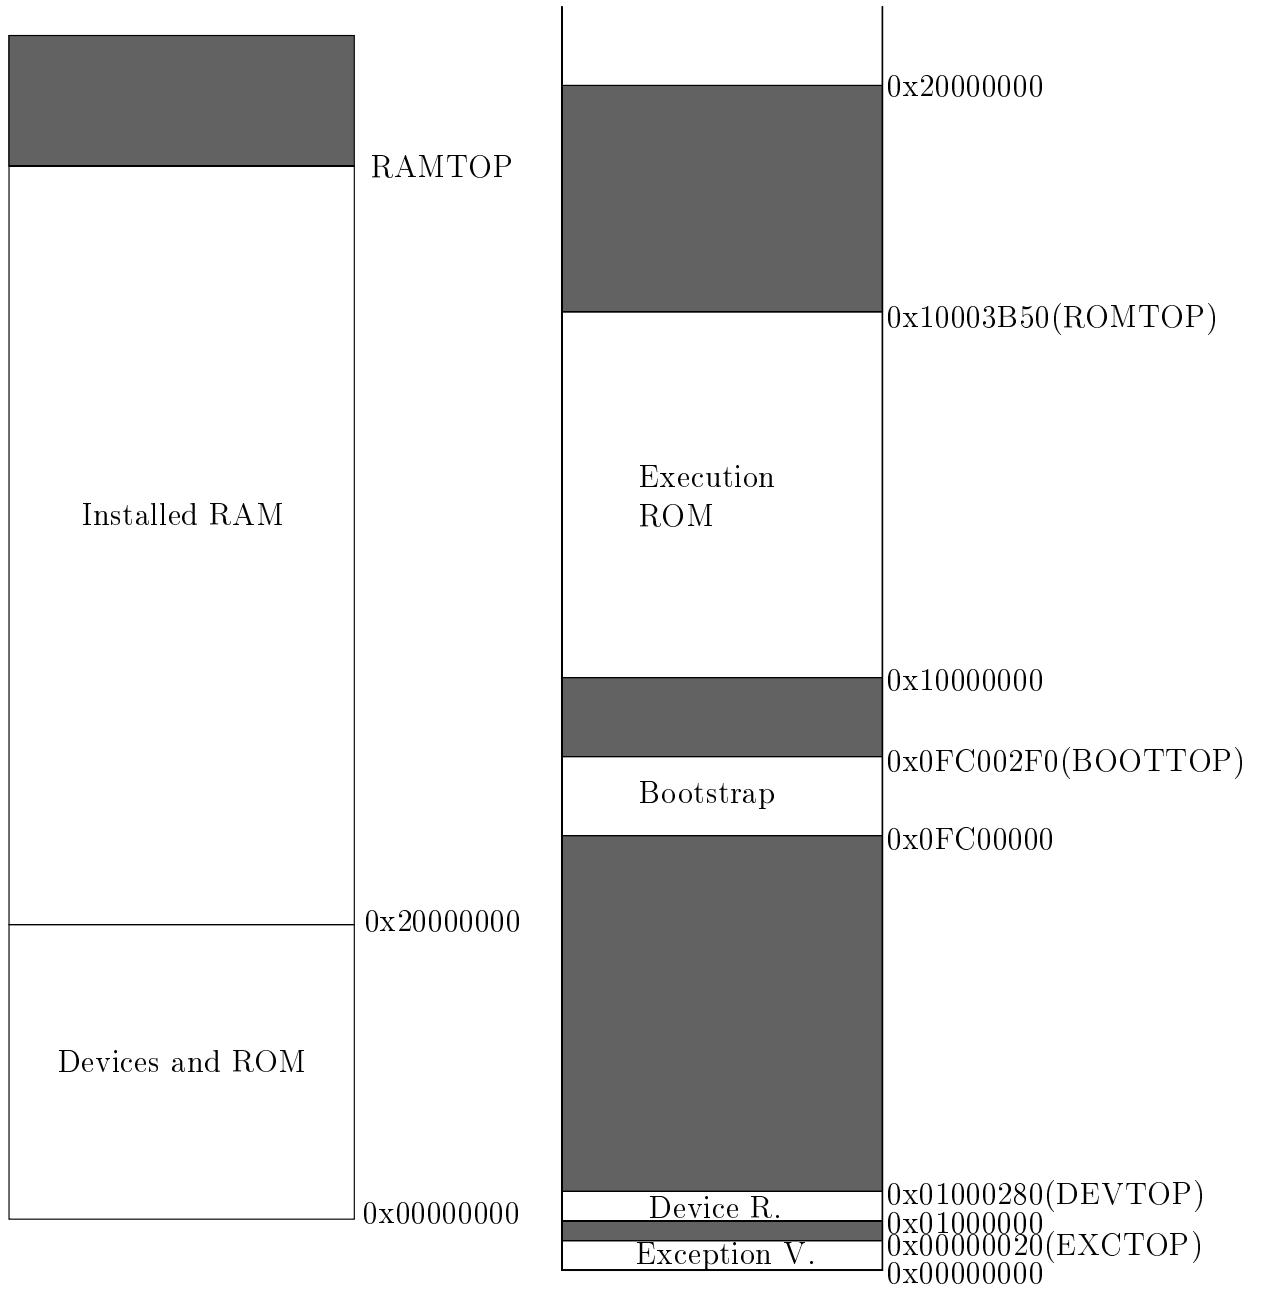 RAMTOP
Installed RAM
0x20000000
Devices and ROM
0x00000000
0x20000000
0x10003B50(ROMTOP)
Execution
ROM
0x10000000
0x0FC002F0(BOOTTOP)
Bootstrap
0x0FC00000
0x01000280(DEVTOP)
Device R.
0x01000000
0x00000020(EXCTOP)
Exception V.
0x00000000